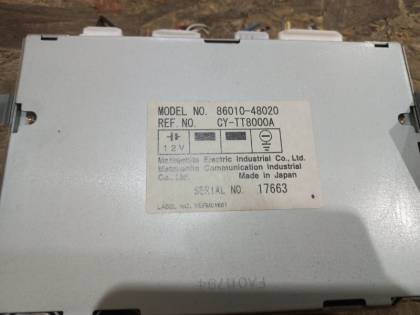 MODEL NO. 86010-48020
REF. NO. CY-TT8000A
12V
Matsushita Electric Industrial Co., Ltd.
Matsushita Communication Industrial
Co., Ltd. Made in Japan
SERIAL NO. 17663
LABEL